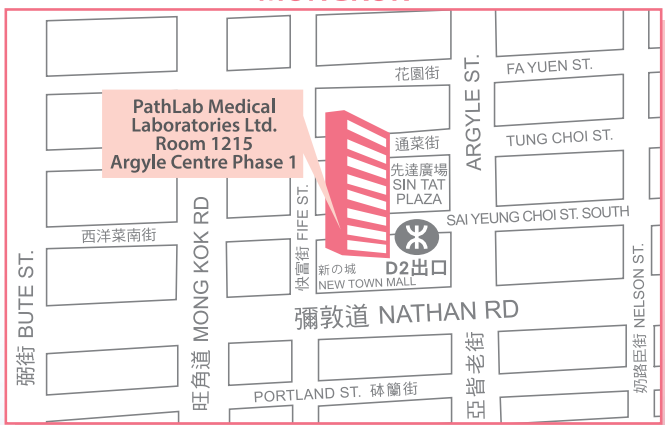 MONGKOK
花園街
FA YUEN ST.
ARGYLE ST.
PathLab Medical
Laboratories Ltd.
Room 1215
Argyle Centre Phase 1
通菜街
TUNG CHOI ST.
先達廣場
SIN TAT
PLAZA
SAI YEUNG CHOI ST. SOUTH
西洋菜南街
快富街 FIFE ST.
旺角道 MONG KOK RD
弼街 BUTE ST.
新の城
NEW TOWN MALL
D2出口
彌敦道 NATHAN RD
奶路臣街 NELSON ST.
亞皆老街
PORTLAND ST. 砵蘭街